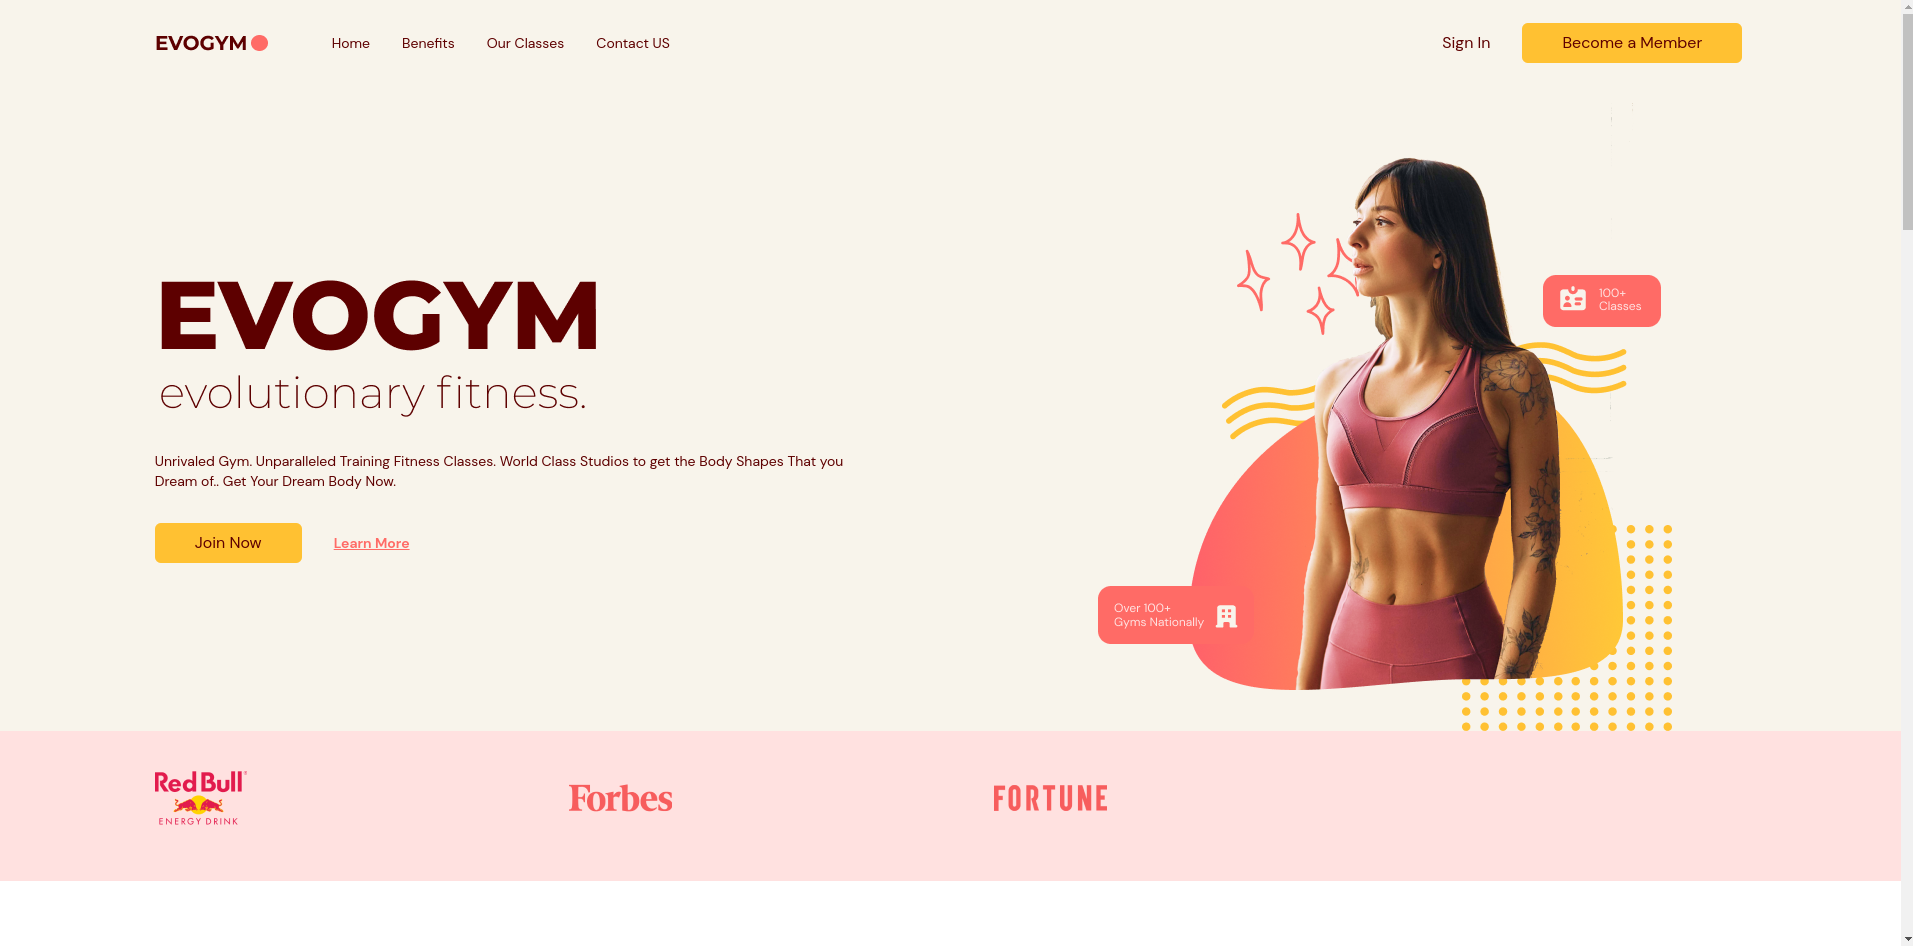 EVOGYM
Home
Benefits
Our Classes
Contact US
Sign In
Become a Member
EVOGYM
evolutionary fitness.
Unrivaled Gym. Unparalleled Training Fitness Classes. World Class Studios to get the Body Shapes That you
Dream of.. Get Your Dream Body Now.
Join Now
Learn More
100+
Classes
Over 100+
Gyms Nationally
Red Bull
ENERGY DRINK
Forbes
FORTUNE